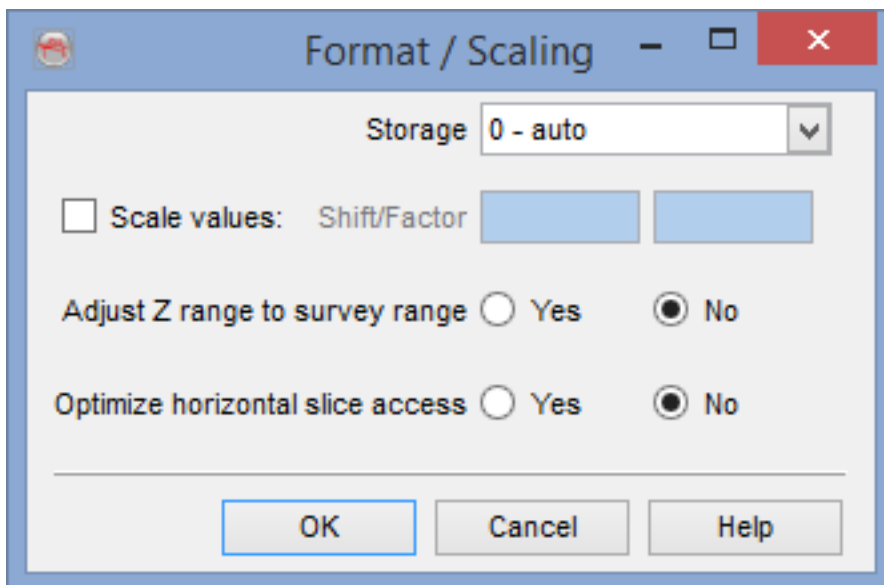 Format / Scaling
Storage 0 - auto
Scale values: Shift/Factor
Adjust Z range to survey range Yes No
Optimize horizontal slice access Yes No
OK Cancel Help